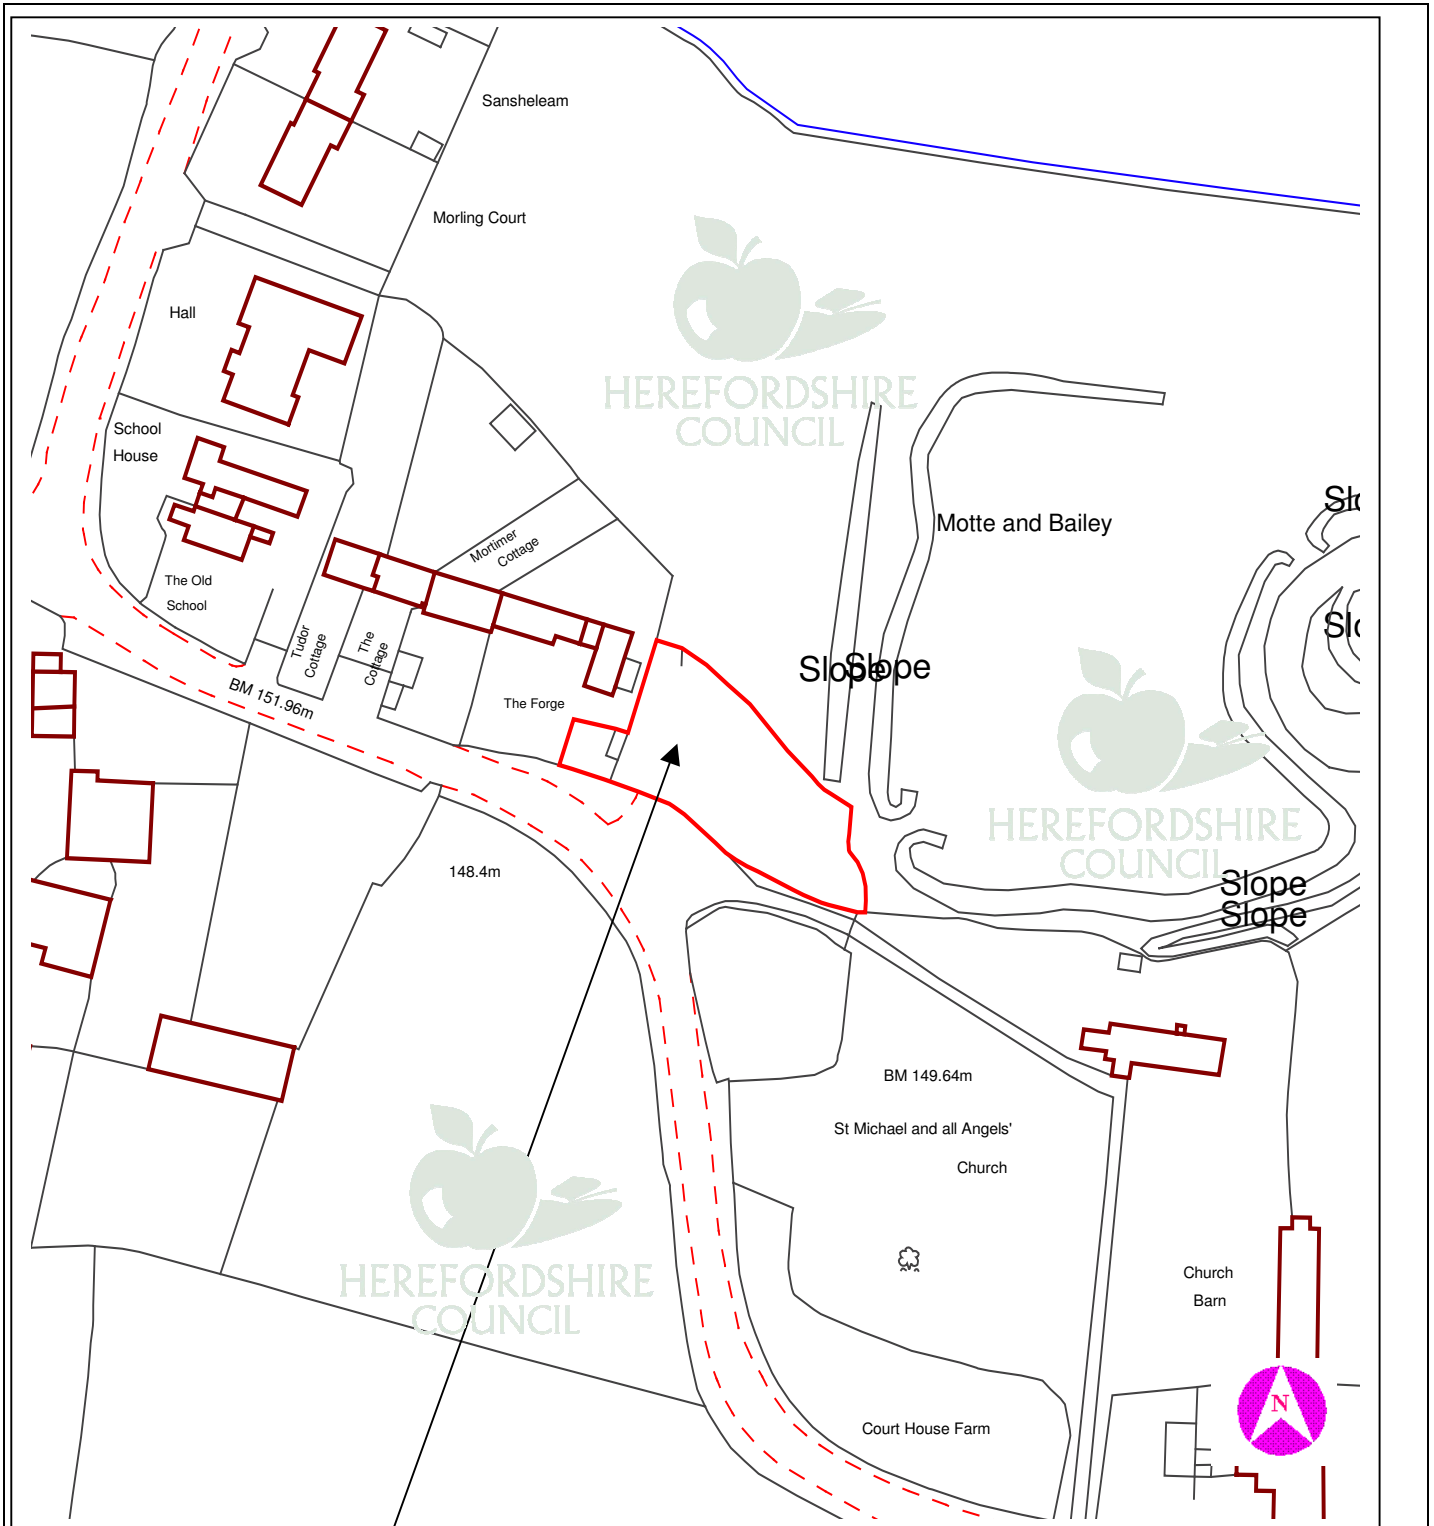 Sansheleam
Morling Court
HEREFORDSHIRE
COUNCIL
Hall
School
House
Motte and Bailey
Mortimer
Cottage
The Old
School
Tudor
Cottage
The
Cottage
Slope
Slope
BM 151.96m
The Forge
HEREFORDSHIRE
COUNCIL
148.4m
Slope
Slope
BM 149.64m
St Michael and all Angels'
Church
HEREFORDSHIRE
COUNCIL
Church
Barn
N
Court House Farm